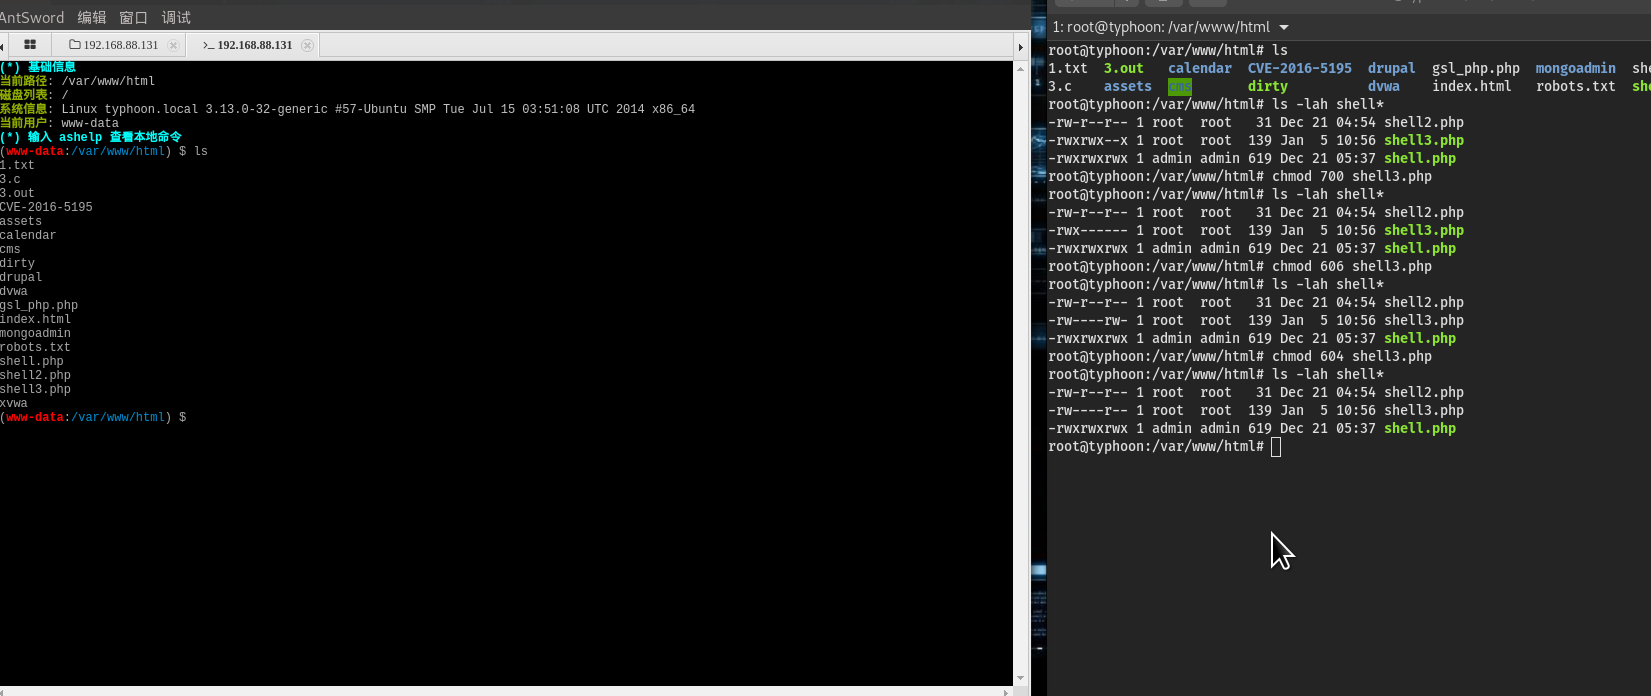 AntSword 编辑 窗口 调试
192.168.88.131
>_ 192.168.88.131
(*) 基础信息
当前路径: /var/www/html
磁盘列表: /
系统信息: Linux typhoon.local 3.13.0-32-generic #57-Ubuntu SMP Tue Jul 15 03:51:08 UTC 2014 x86_64
当前用户: www-data
(*) 输入 ashelp 查看本地命令
(www-data:/var/www/html) $ ls
1.txt
3.c
3.out
CVE-2016-5195
assets
calendar
cms
dirty
drupal
dvwa
gsl_php.php
index.html
mongoadmin
robots.txt
shell.php
shell2.php
shell3.php
xvwa
(www-data:/var/www/html) $
1: root@typhoon: /var/www/html
root@typhoon:/var/www/html# ls
1.txt 3.out calendar CVE-2016-5195 drupal gsl_php.php mongoadmin she
3.c assets cms dirty dvwa index.html robots.txt she
root@typhoon:/var/www/html# ls -lah shell*
-rw-r--r-- 1 root root 31 Dec 21 04:54 shell2.php
-rwxrwx--x 1 root root 139 Jan 5 10:56 shell3.php
-rwxrwxrwx 1 admin admin 619 Dec 21 05:37 shell.php
root@typhoon:/var/www/html# chmod 700 shell3.php
root@typhoon:/var/www/html# ls -lah shell*
-rw-r--r-- 1 root root 31 Dec 21 04:54 shell2.php
-rwx------ 1 root root 139 Jan 5 10:56 shell3.php
-rwxrwxrwx 1 admin admin 619 Dec 21 05:37 shell.php
root@typhoon:/var/www/html# chmod 606 shell3.php
root@typhoon:/var/www/html# ls -lah shell*
-rw-r--r-- 1 root root 31 Dec 21 04:54 shell2.php
-rw----rw- 1 root root 139 Jan 5 10:56 shell3.php
-rwxrwxrwx 1 admin admin 619 Dec 21 05:37 shell.php
root@typhoon:/var/www/html# chmod 604 shell3.php
root@typhoon:/var/www/html# ls -lah shell*
-rw-r--r-- 1 root root 31 Dec 21 04:54 shell2.php
-rw----r-- 1 root root 139 Jan 5 10:56 shell3.php
-rwxrwxrwx 1 admin admin 619 Dec 21 05:37 shell.php
root@typhoon:/var/www/html#